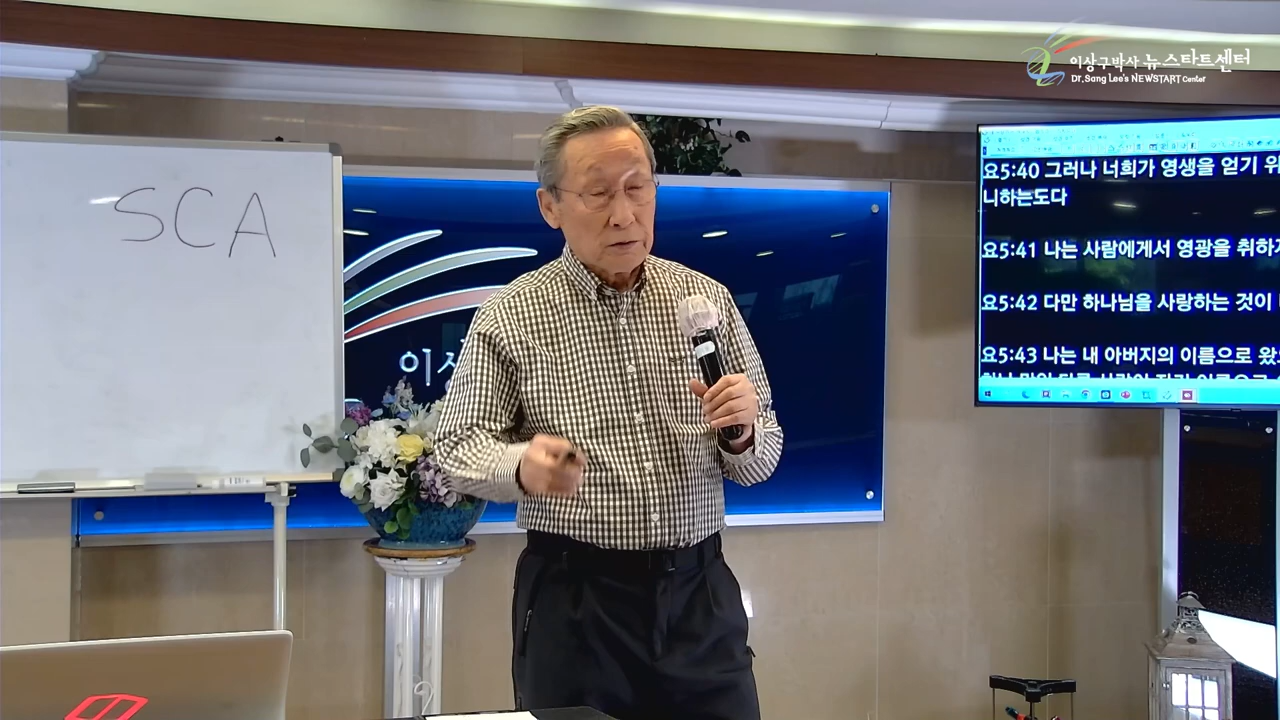 이상구박사 뉴스타트센터
Dr. Sang Lee's NEWSTART Center
SCA
요5:40 그러나 너희가 영생을 얻기 위
니하는도다
요5:41 나는 사람에게서 영광을 취하
요5:42 다만 하나님을 사랑하는 것이
요5:43 나는 내 아버지의 이름으로 왔
이상